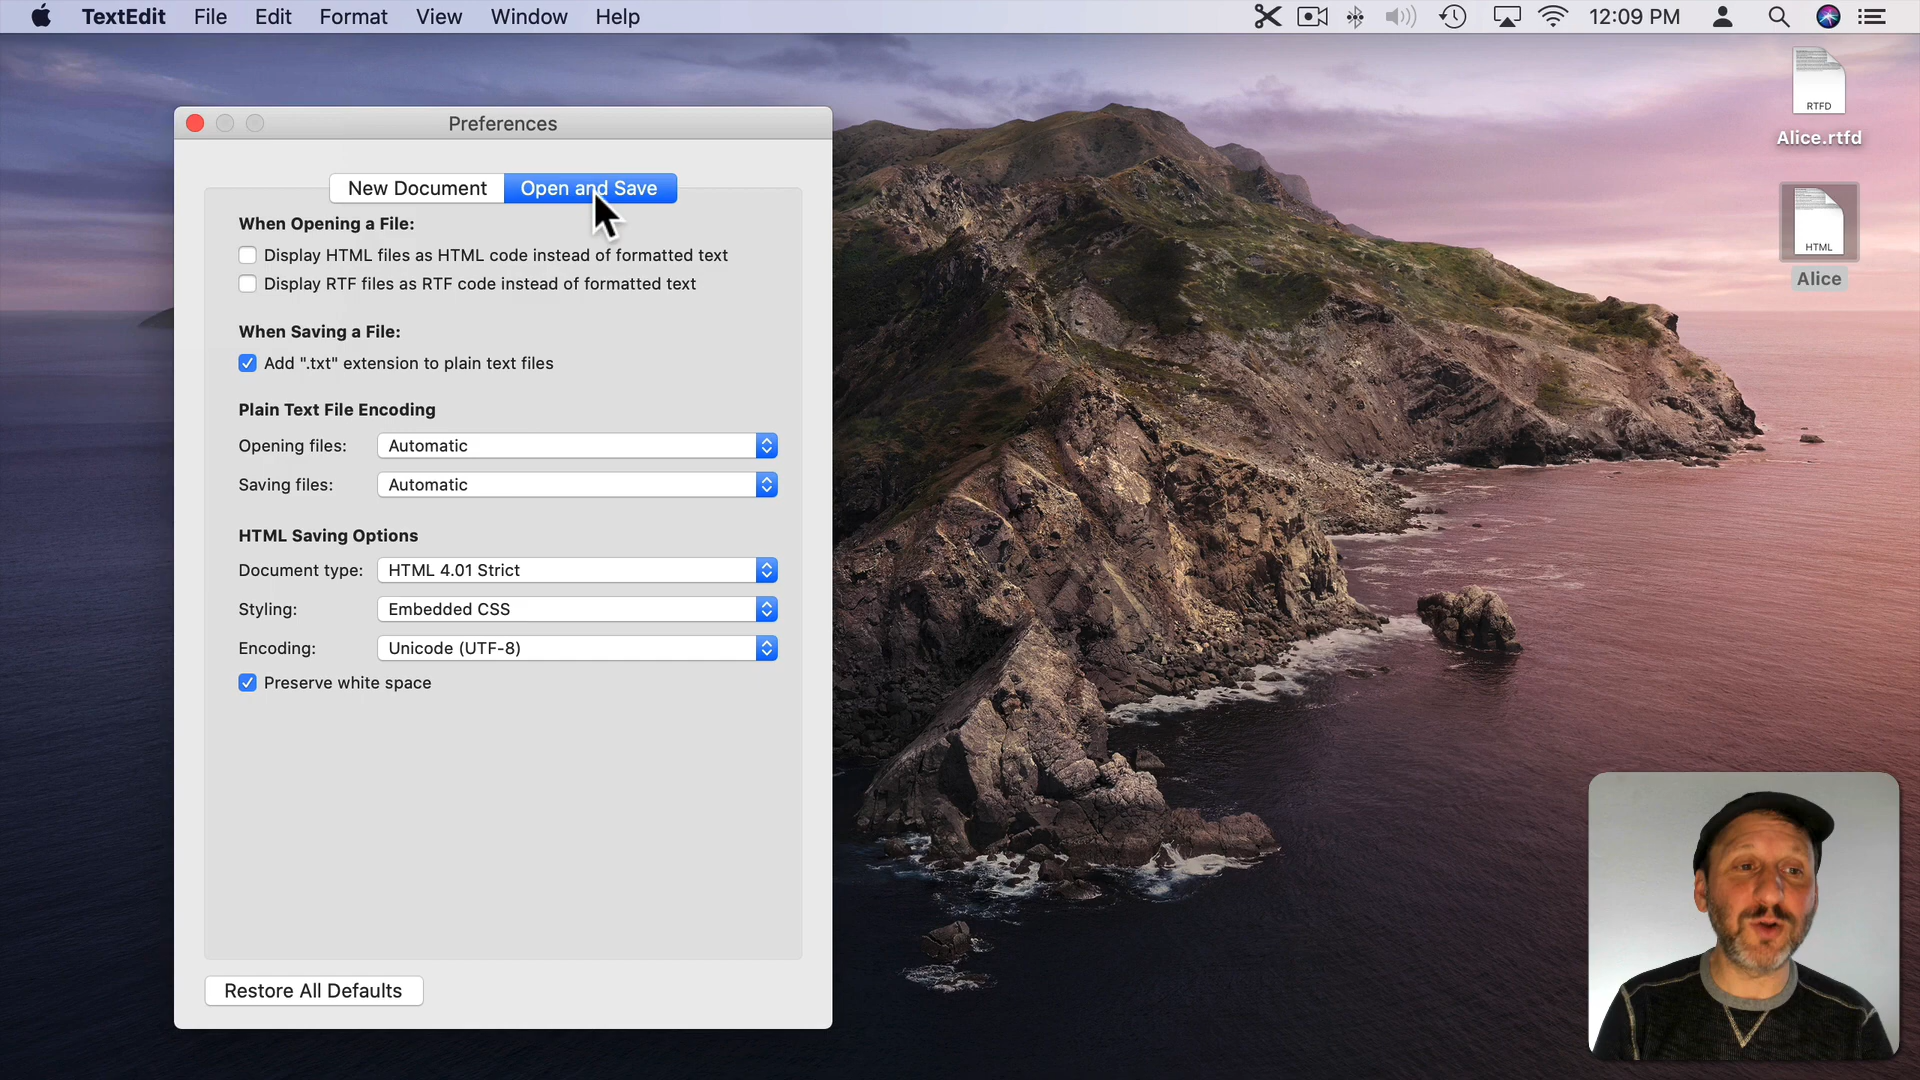 TextEdit File Edit Format View Window Help 12:09 PM
RTFD
Alice.rtfd
HTML
Alice
Preferences
New Document Open and Save
When Opening a File:
Display HTML files as HTML code instead of formatted text
Display RTF files as RTF code instead of formatted text
When Saving a File:
Add ".txt" extension to plain text files
Plain Text File Encoding
Opening files: Automatic
Saving files: Automatic
HTML Saving Options
Document type: HTML 4.01 Strict
Styling: Embedded CSS
Encoding: Unicode (UTF-8)
Preserve white space
Restore All Defaults